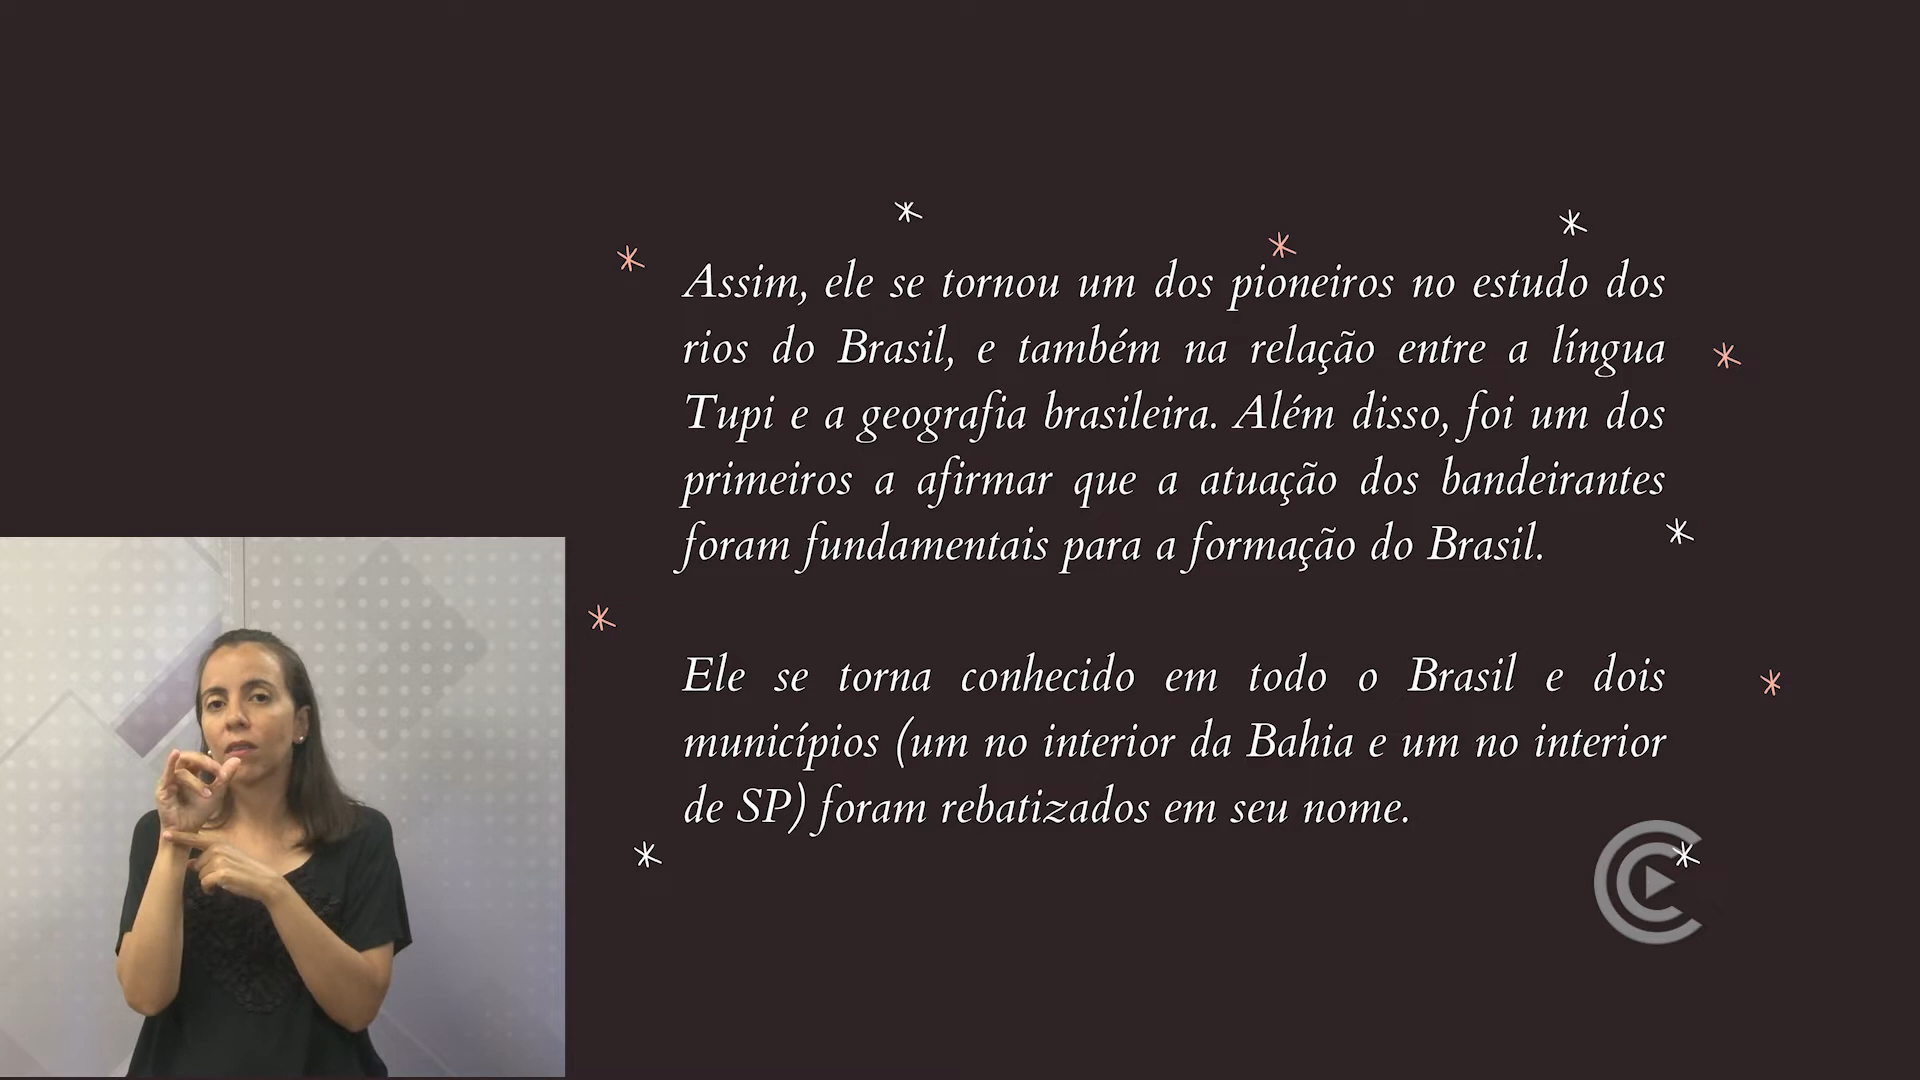 Assim, ele se tornou um dos pioneiros no estudo dos
rios do Brasil, e também na relação entre a língua
Tupi e a geografia brasileira. Além disso, foi um dos
primeiros a afirmar que a atuação dos bandeirantes
foram fundamentais para a formação do Brasil.
Ele se torna conhecido em todo o Brasil e dois
municípios (um no interior da Bahia e um no interior
de SP) foram rebatizados em seu nome.